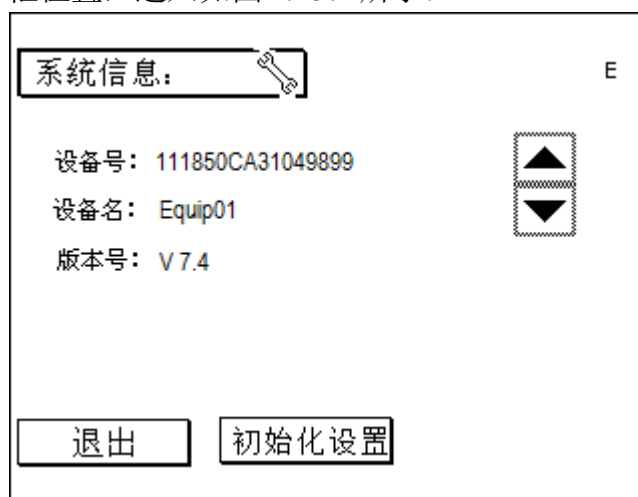 系统信息：
E
设备号： 111850CA31049899
设备名： Equip01
版本号： V 7.4
退出
初始化设置